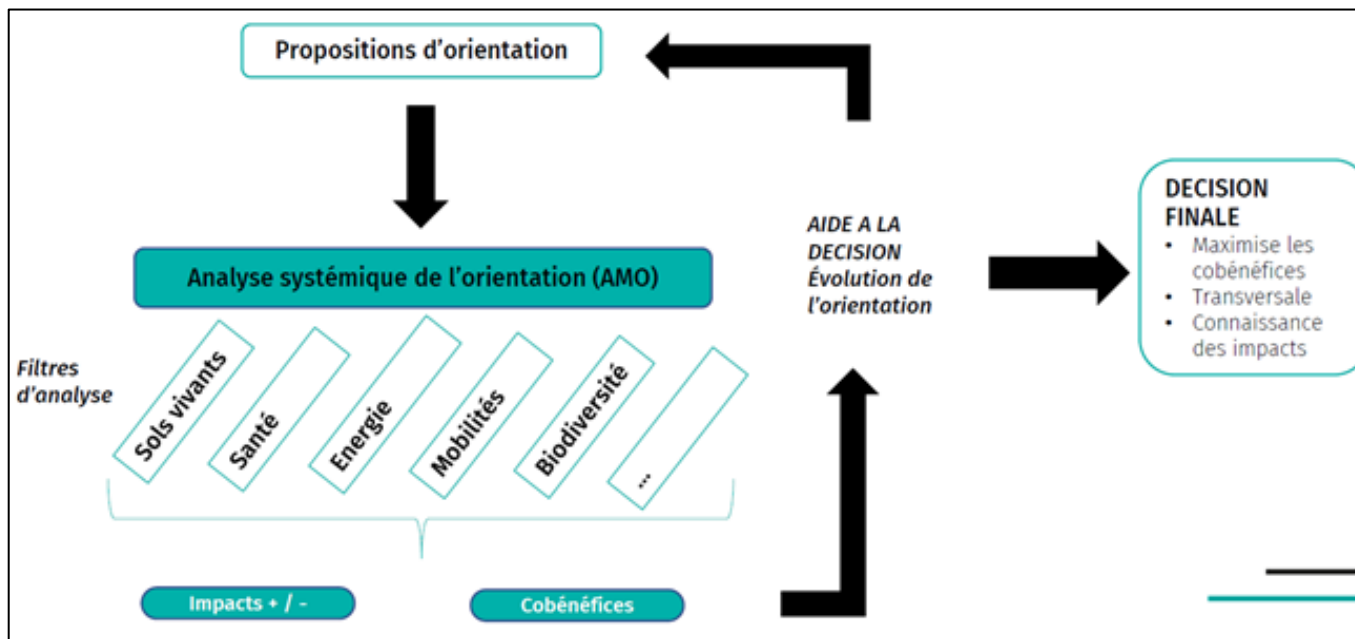 Propositions d'orientation
Analyse systémique de l'orientation (AMO)
Filtres
d'analyse
Sols vivants
Santé
Energie
Mobilités
Biodiversité
...
Impacts + / -
Cobénéfices
AIDE A LA
DECISION
Évolution de
l'orientation
DECISION
FINALE
• Maximise les
cobénéfices
• Transversale
• Connaissance
des impacts